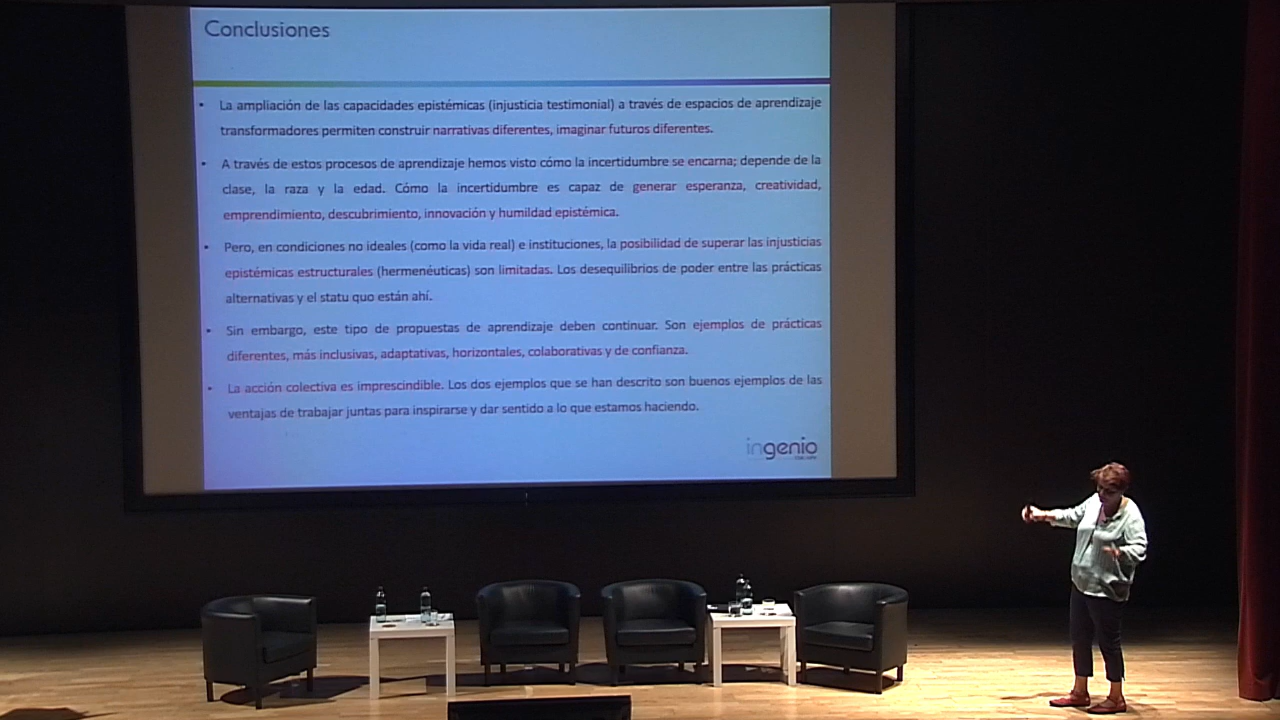 Conclusiones
• La ampliación de las capacidades epistémicas (injusticia testimonial) a través de espacios de aprendizaje
transformadores permiten construir narrativas diferentes, imaginar futuros diferentes.
• A través de estos procesos de aprendizaje hemos visto cómo la incertidumbre se encarna; depende de la
clase, la raza y la edad. Cómo la incertidumbre es capaz de generar esperanza, creatividad,
emprendimiento, descubrimiento, innovación y humildad epistémica.
• Pero, en condiciones no ideales (como la vida real) e instituciones, la posibilidad de superar las injusticias
epistémicas estructurales (hermenéuticas) son limitadas. Los desequilibrios de poder entre las prácticas
alternativas y el statu quo están ahí.
• Sin embargo, este tipo de propuestas de aprendizaje deben continuar. Son ejemplos de prácticas
diferentes, más inclusivas, adaptativas, horizontales, colaborativas y de confianza.
• La acción colectiva es imprescindible. Los dos ejemplos que se han descrito son buenos ejemplos de las
ventajas de trabajar juntas para inspirarse y dar sentido a lo que estamos haciendo.
ingenio